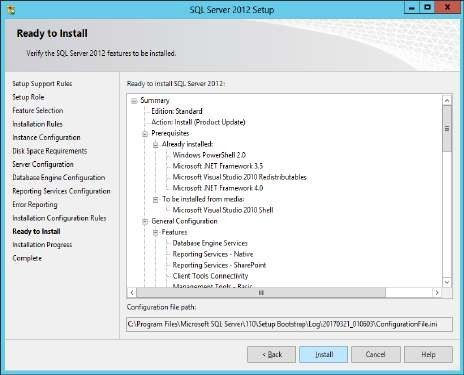 SQL Server 2012 Setup
Ready to Install
Verify the SQL Server 2012 features to be installed.
Setup Support Rules
Setup Role
Feature Selection
Installation Rules
Instance Configuration
Disk Space Requirements
Server Configuration
Database Engine Configuration
Reporting Services Configuration
Error Reporting
Installation Configuration Rules
Ready to Install
Installation Progress
Complete
Ready to install SQL Server 2012:
Summary
Edition: Standard
Action: Install (Product Update)
Prerequisites
Already installed:
Windows PowerShell 2.0
Microsoft .NET Framework 3.5
Microsoft Visual Studio 2010 Redistributables
Microsoft .NET Framework 4.0
To be installed from media:
Microsoft Visual Studio 2010 Shell
General Configuration
Features
Database Engine Services
Reporting Services - Native
Reporting Services - SharePoint
Client Tools Connectivity
Management Tools - Basic
Configuration file path:
C:\Program Files\Microsoft SQL Server\110\Setup Bootstrap\Log\20170321_010603\ConfigurationFile.ini
< Back
Install
Cancel
Help